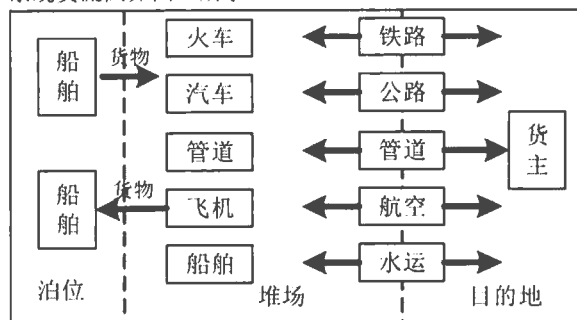 火车
铁路
船舶
货物
汽车
公路
管道
管道
货主
船舶
货物
飞机
航空
船舶
水运
泊位
堆场
目的地